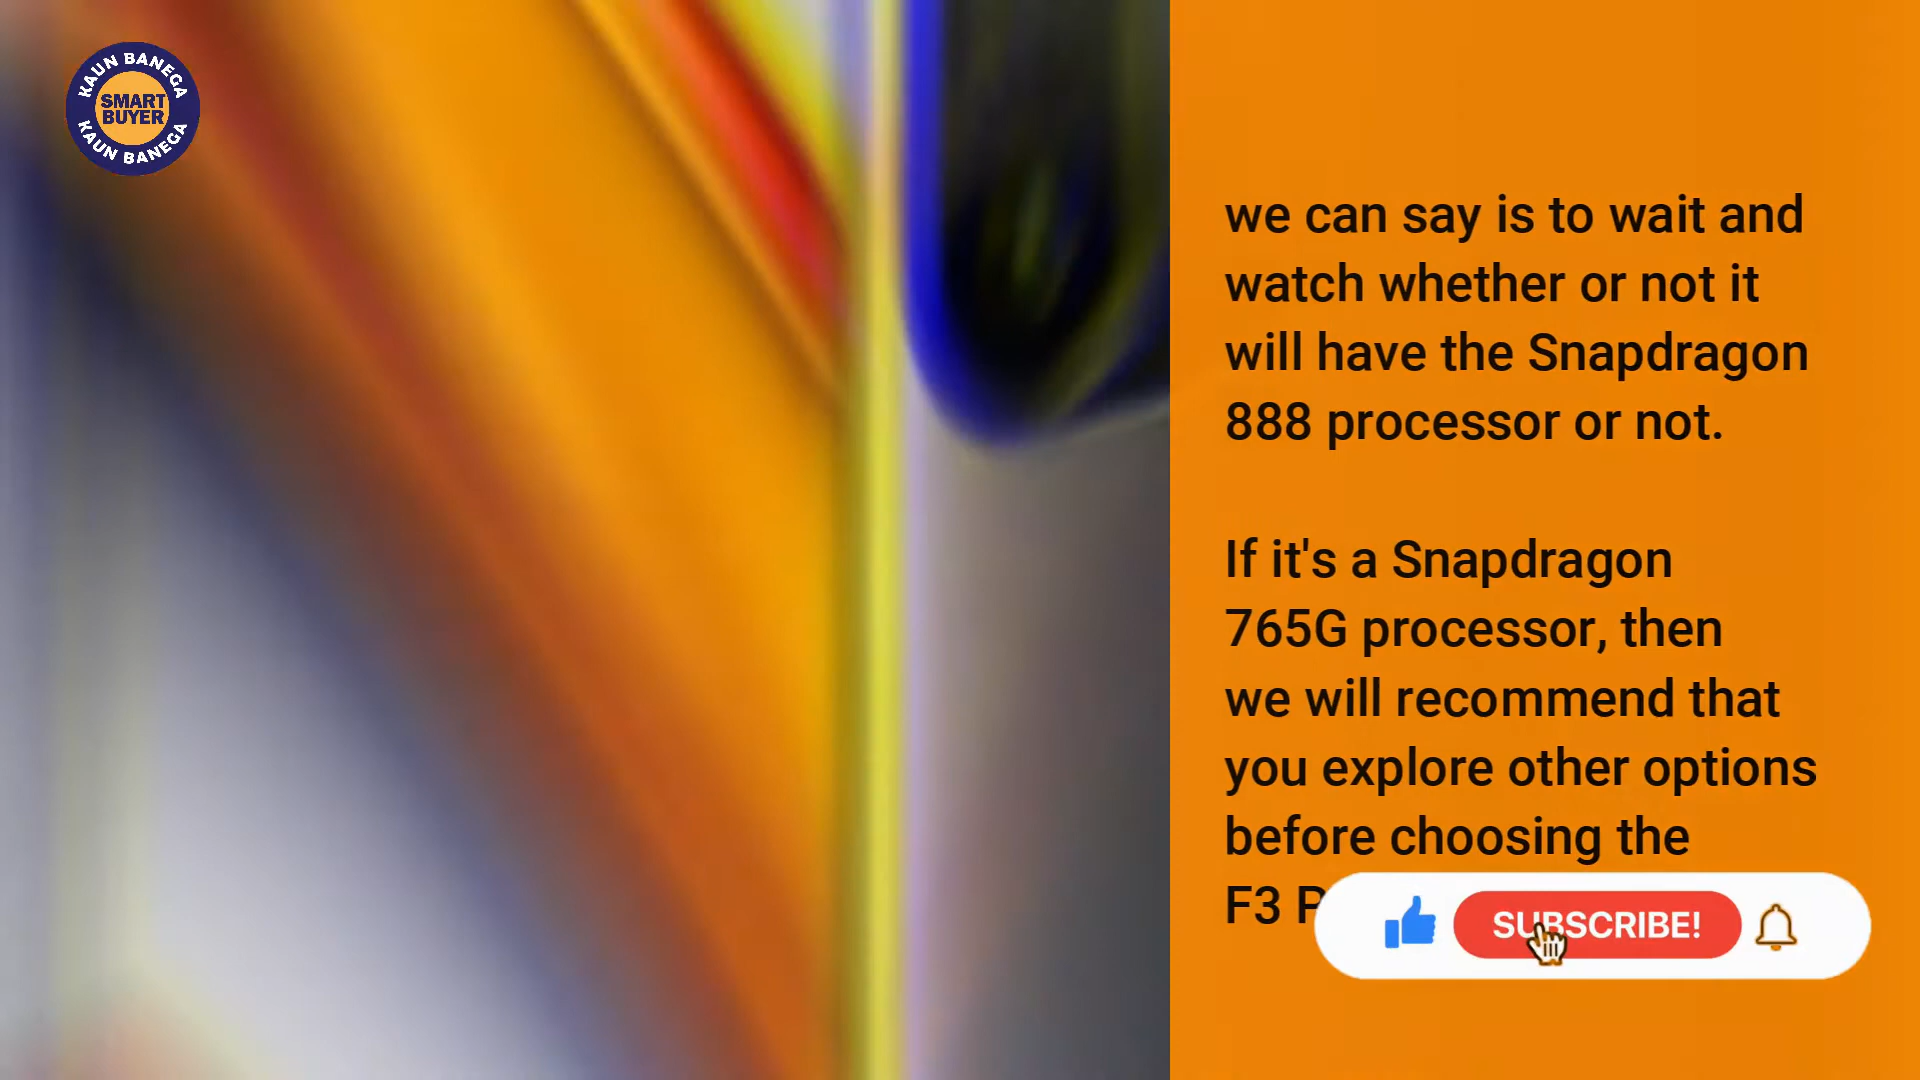 KAUN BANEGA
SMART
BUYER
KAUN BANEGA
we can say is to wait and
watch whether or not it
will have the Snapdragon
888 processor or not.
If it's a Snapdragon
765G processor, then
we will recommend that
you explore other options
before choosing the
F3
SUBSCRIBE!